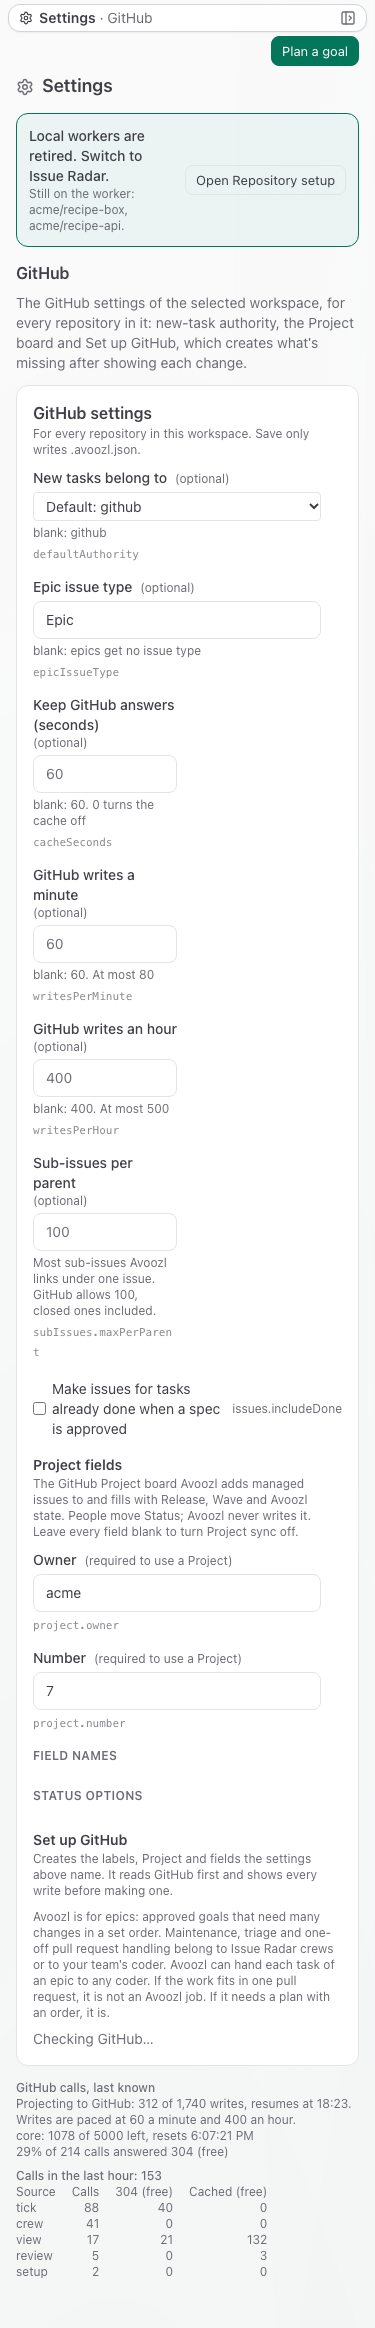 Settings · GitHub
Plan a goal
Settings
Local workers are
retired. Switch to
Issue Radar.
Still on the worker:
acme/recipe-box,
acme/recipe-api.
Open Repository setup
GitHub
The GitHub settings of the selected workspace, for
every repository in it: new-task authority, the Project
board and Set up GitHub, which creates what's
missing after showing each change.
GitHub settings
For every repository in this workspace. Save only
writes .avoozl.json.
New tasks belong to (optional)
Default: github
blank: github
defaultAuthority
Epic issue type (optional)
Epic
blank: epics get no issue type
epicIssueType
Keep GitHub answers
(seconds)
(optional)
60
blank: 60. 0 turns the
cache off
cacheSeconds
GitHub writes a
minute
(optional)
60
blank: 60. At most 80
writesPerMinute
GitHub writes an hour
(optional)
400
blank: 400. At most 500
writesPerHour
Sub-issues per
parent
(optional)
100
Most sub-issues Avoozl
links under one issue.
GitHub allows 100,
closed ones included.
subIssues.maxPerParen
t
Make issues for tasks
already done when a spec
is approved
issues.includeDone
Project fields
The GitHub Project board Avoozl adds managed
issues to and fills with Release, Wave and Avoozl
state. People move Status; Avoozl never writes it.
Leave every field blank to turn Project sync off.
Owner (required to use a Project)
acme
project.owner
Number (required to use a Project)
7
project.number
FIELD NAMES
STATUS OPTIONS
Set up GitHub
Creates the labels, Project and fields the settings
above name. It reads GitHub first and shows every
write before making one.
Avoozl is for epics: approved goals that need many
changes in a set order. Maintenance, triage and one-
off pull request handling belong to Issue Radar crews
or to your team's coder. Avoozl can hand each task of
an epic to any coder. If the work fits in one pull
request, it is not an Avoozl job. If it needs a plan with
an order, it is.
Checking GitHub...
GitHub calls, last known
Projecting to GitHub: 312 of 1,740 writes, resumes at 18:23.
Writes are paced at 60 a minute and 400 an hour.
core: 1078 of 5000 left, resets 6:07:21 PM
29% of 214 calls answered 304 (free)
Calls in the last hour: 153
Source Calls 304 (free) Cached (free)
tick 88 40 0
crew 41 0 0
view 17 21 132
review 5 0 3
setup 2 0 0